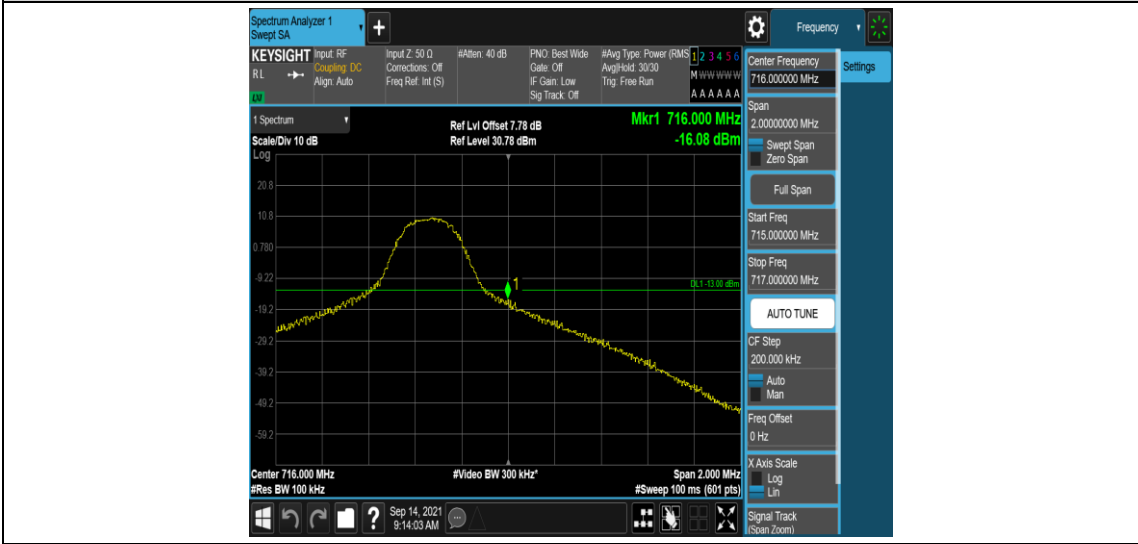 Spectrum Analyzer 1
Swept SA
+
Frequency
KEYSIGHT
RL
Input: RF
Coupling: DC
Align: Auto
Input Z: 50 Ω
Corrections: Off
Freq Ref: Int (S)
#Atten: 40 dB
PNO: Best Wide
Gate: Off
IF Gain: Low
Sig Track: Off
#Avg Type: Power (RMS
Avg|Hold: 30/30
Trig: Free Run
1 2 3 4 5 6
M W W W W W
A A A A A A
1 Spectrum
Scale/Div 10 dB
Log
Ref Lvl Offset 7.78 dB
Ref Level 30.78 dBm
Mkr1 716.000 MHz
-16.08 dBm
20.8
10.8
0.780
-9.22
-19.2
-29.2
-39.2
-49.2
-59.2
1
DL1 -13.00 dBm
Center 716.000 MHz
#Res BW 100 kHz
#Video BW 300 kHz*
Span 2.000 MHz
#Sweep 100 ms (601 pts)
?
Sep 14, 2021
9:14:03 AM
Center Frequency
716.000000 MHz
Settings
Span
2.00000000 MHz
Swept Span
Zero Span
Full Span
Start Freq
715.000000 MHz
Stop Freq
717.000000 MHz
AUTO TUNE
CF Step
200.000 kHz
Auto
Man
Freq Offset
0 Hz
X Axis Scale
Log
Lin
Signal Track
(Span Zoom)